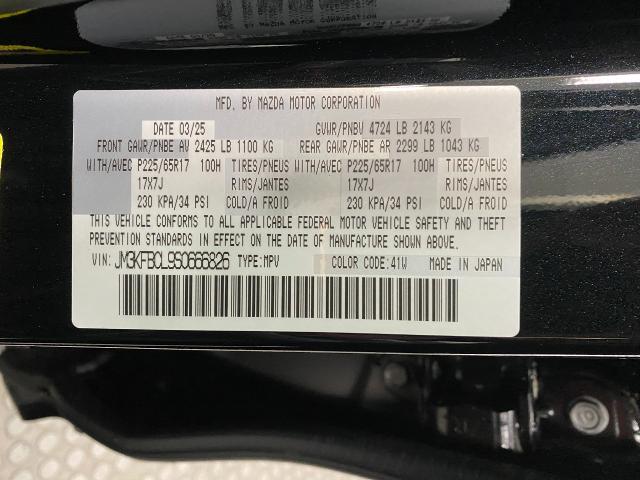 MFD. BY MAZDA MOTOR CORPORATION
DATE 03/25 GVWR/PNBV 4724 LB 2143 KG
FRONT GAWR/PNBE AV 2425 LB 1100 KG REAR GAWR/PNBE AR 2299 LB 1043 KG
WITH/AVEC P225/65R17 100H TIRES/PNEUS WITH/AVEC P225/65R17 100H TIRES/PNEUS
17X7J RIMS/JANTES 17X7J RIMS/JANTES
230 KPA/34 PSI COLD/A FROID 230 KPA/34 PSI COLD/A FROID
THIS VEHICLE CONFORMS TO ALL APPLICABLE FEDERAL MOTOR VEHICLE SAFETY AND THEFT
PREVENTION STANDARDS IN EFFECT ON THE DATE OF MANUFACTURE SHOWN ABOVE.
VIN: JM3KFBCL9S0666826 TYPE:MPV COLOR CODE:41W MADE IN JAPAN